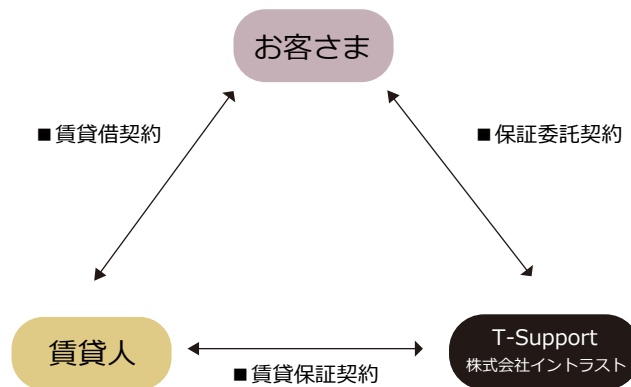 お客さま
■賃貸借契約
■保証委託契約
賃貸人
T-Support
株式会社イントラスト
■賃貸保証契約